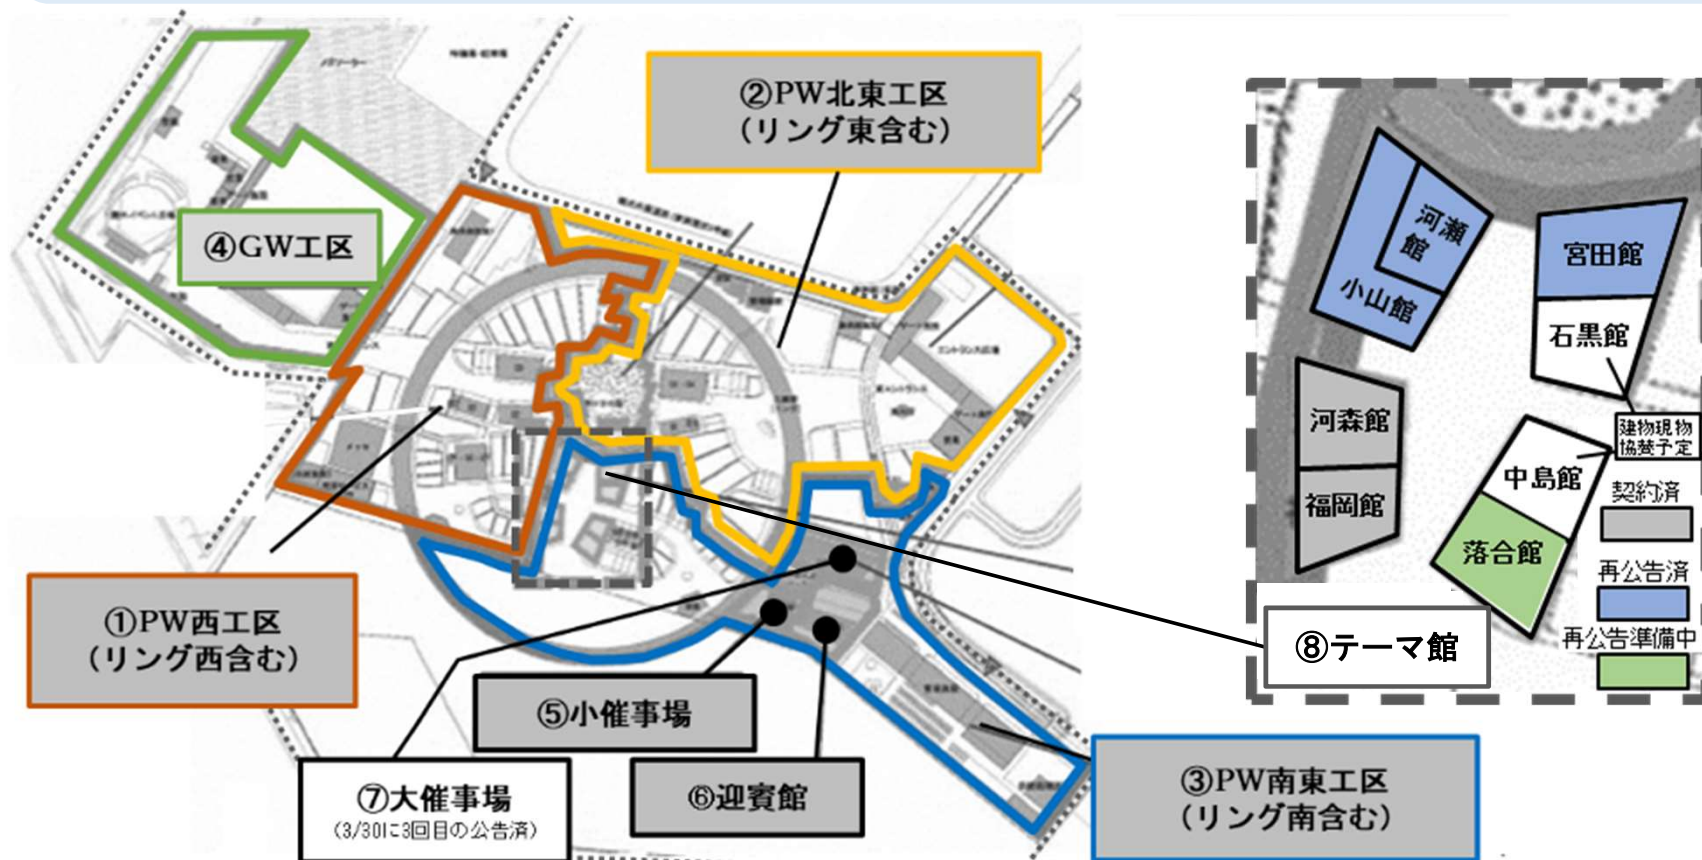 ②PW北東工区
(リング東含む)
④GW工区
①PW西工区
(リング西含む)
⑤小催事場
⑦大催事場
(3/30に3回目の公告済)
⑥迎賓館
③PW南東工区
(リング南含む)
⑧テーマ館
河瀬
館
小山館
宮田館
石黒館
河森館
福岡館
中島館
落合館
建物現物
協賛予定
契約済
再公告済
再公告準備中
メッセ